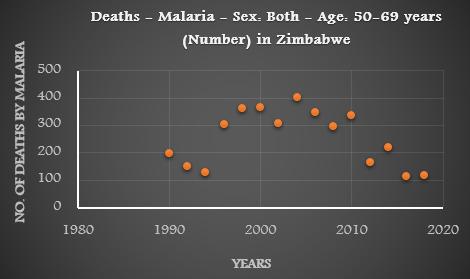 Deaths - Malaria - Sex: Both - Age: 50-69 years
(Number) in Zimbabwe
NO. OF DEATHS BY MALARIA
500
400
300
200
100
0
1980 1990 2000 2010 2020
YEARS